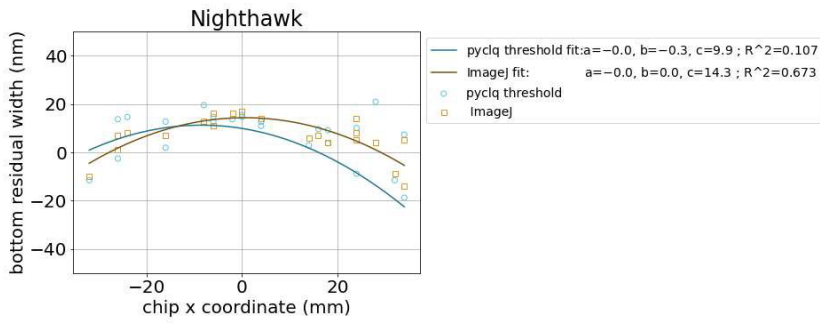 Nighthawk
bottom residual width (nm)
40
20
0
−20
−40
−20
0
20
chip x coordinate (mm)
pyclq threshold fit:a=−0.0, b=−0.3, c=9.9 ; R^2=0.107
ImageJ fit: a=−0.0, b=0.0, c=14.3 ; R^2=0.673
pyclq threshold
ImageJ